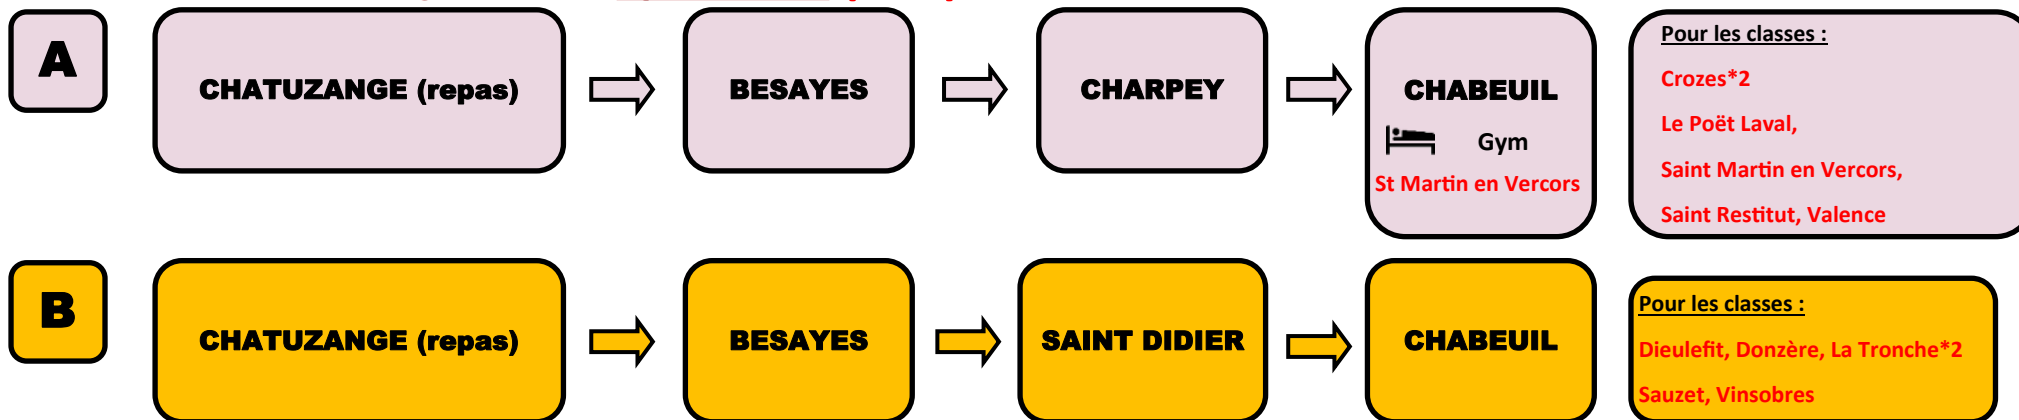 A
CHATUZANGE (repas)
BESAYES
CHARPEY
CHABEUIL
Gym
St Martin en Vercors
Pour les classes :
Crozes*2
Le Poët Laval,
Saint Martin en Vercors,
Saint Restitut, Valence
B
CHATUZANGE (repas)
BESAYES
SAINT DIDIER
CHABEUIL
Pour les classes :
Dieulefit, Donzère, La Tronche*2
Sauzet, Vinsobres